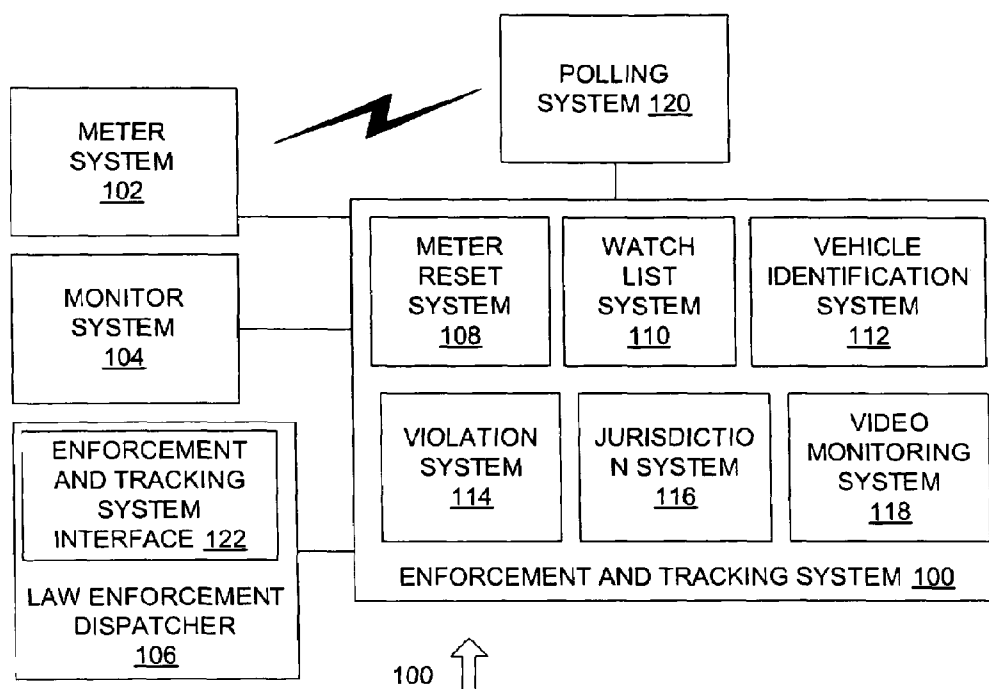 POLLING
SYSTEM 120
METER
SYSTEM
102
METER
RESET
SYSTEM
108
WATCH
LIST
SYSTEM
110
VEHICLE
IDENTIFICATION
SYSTEM
112
MONITOR
SYSTEM
104
VIOLATION
SYSTEM
114
JURISDICTIO
N SYSTEM
116
VIDEO
MONITORING
SYSTEM
118
ENFORCEMENT
AND TRACKING
SYSTEM
INTERFACE 122
LAW ENFORCEMENT
DISPATCHER
106
ENFORCEMENT AND TRACKING SYSTEM 100
100